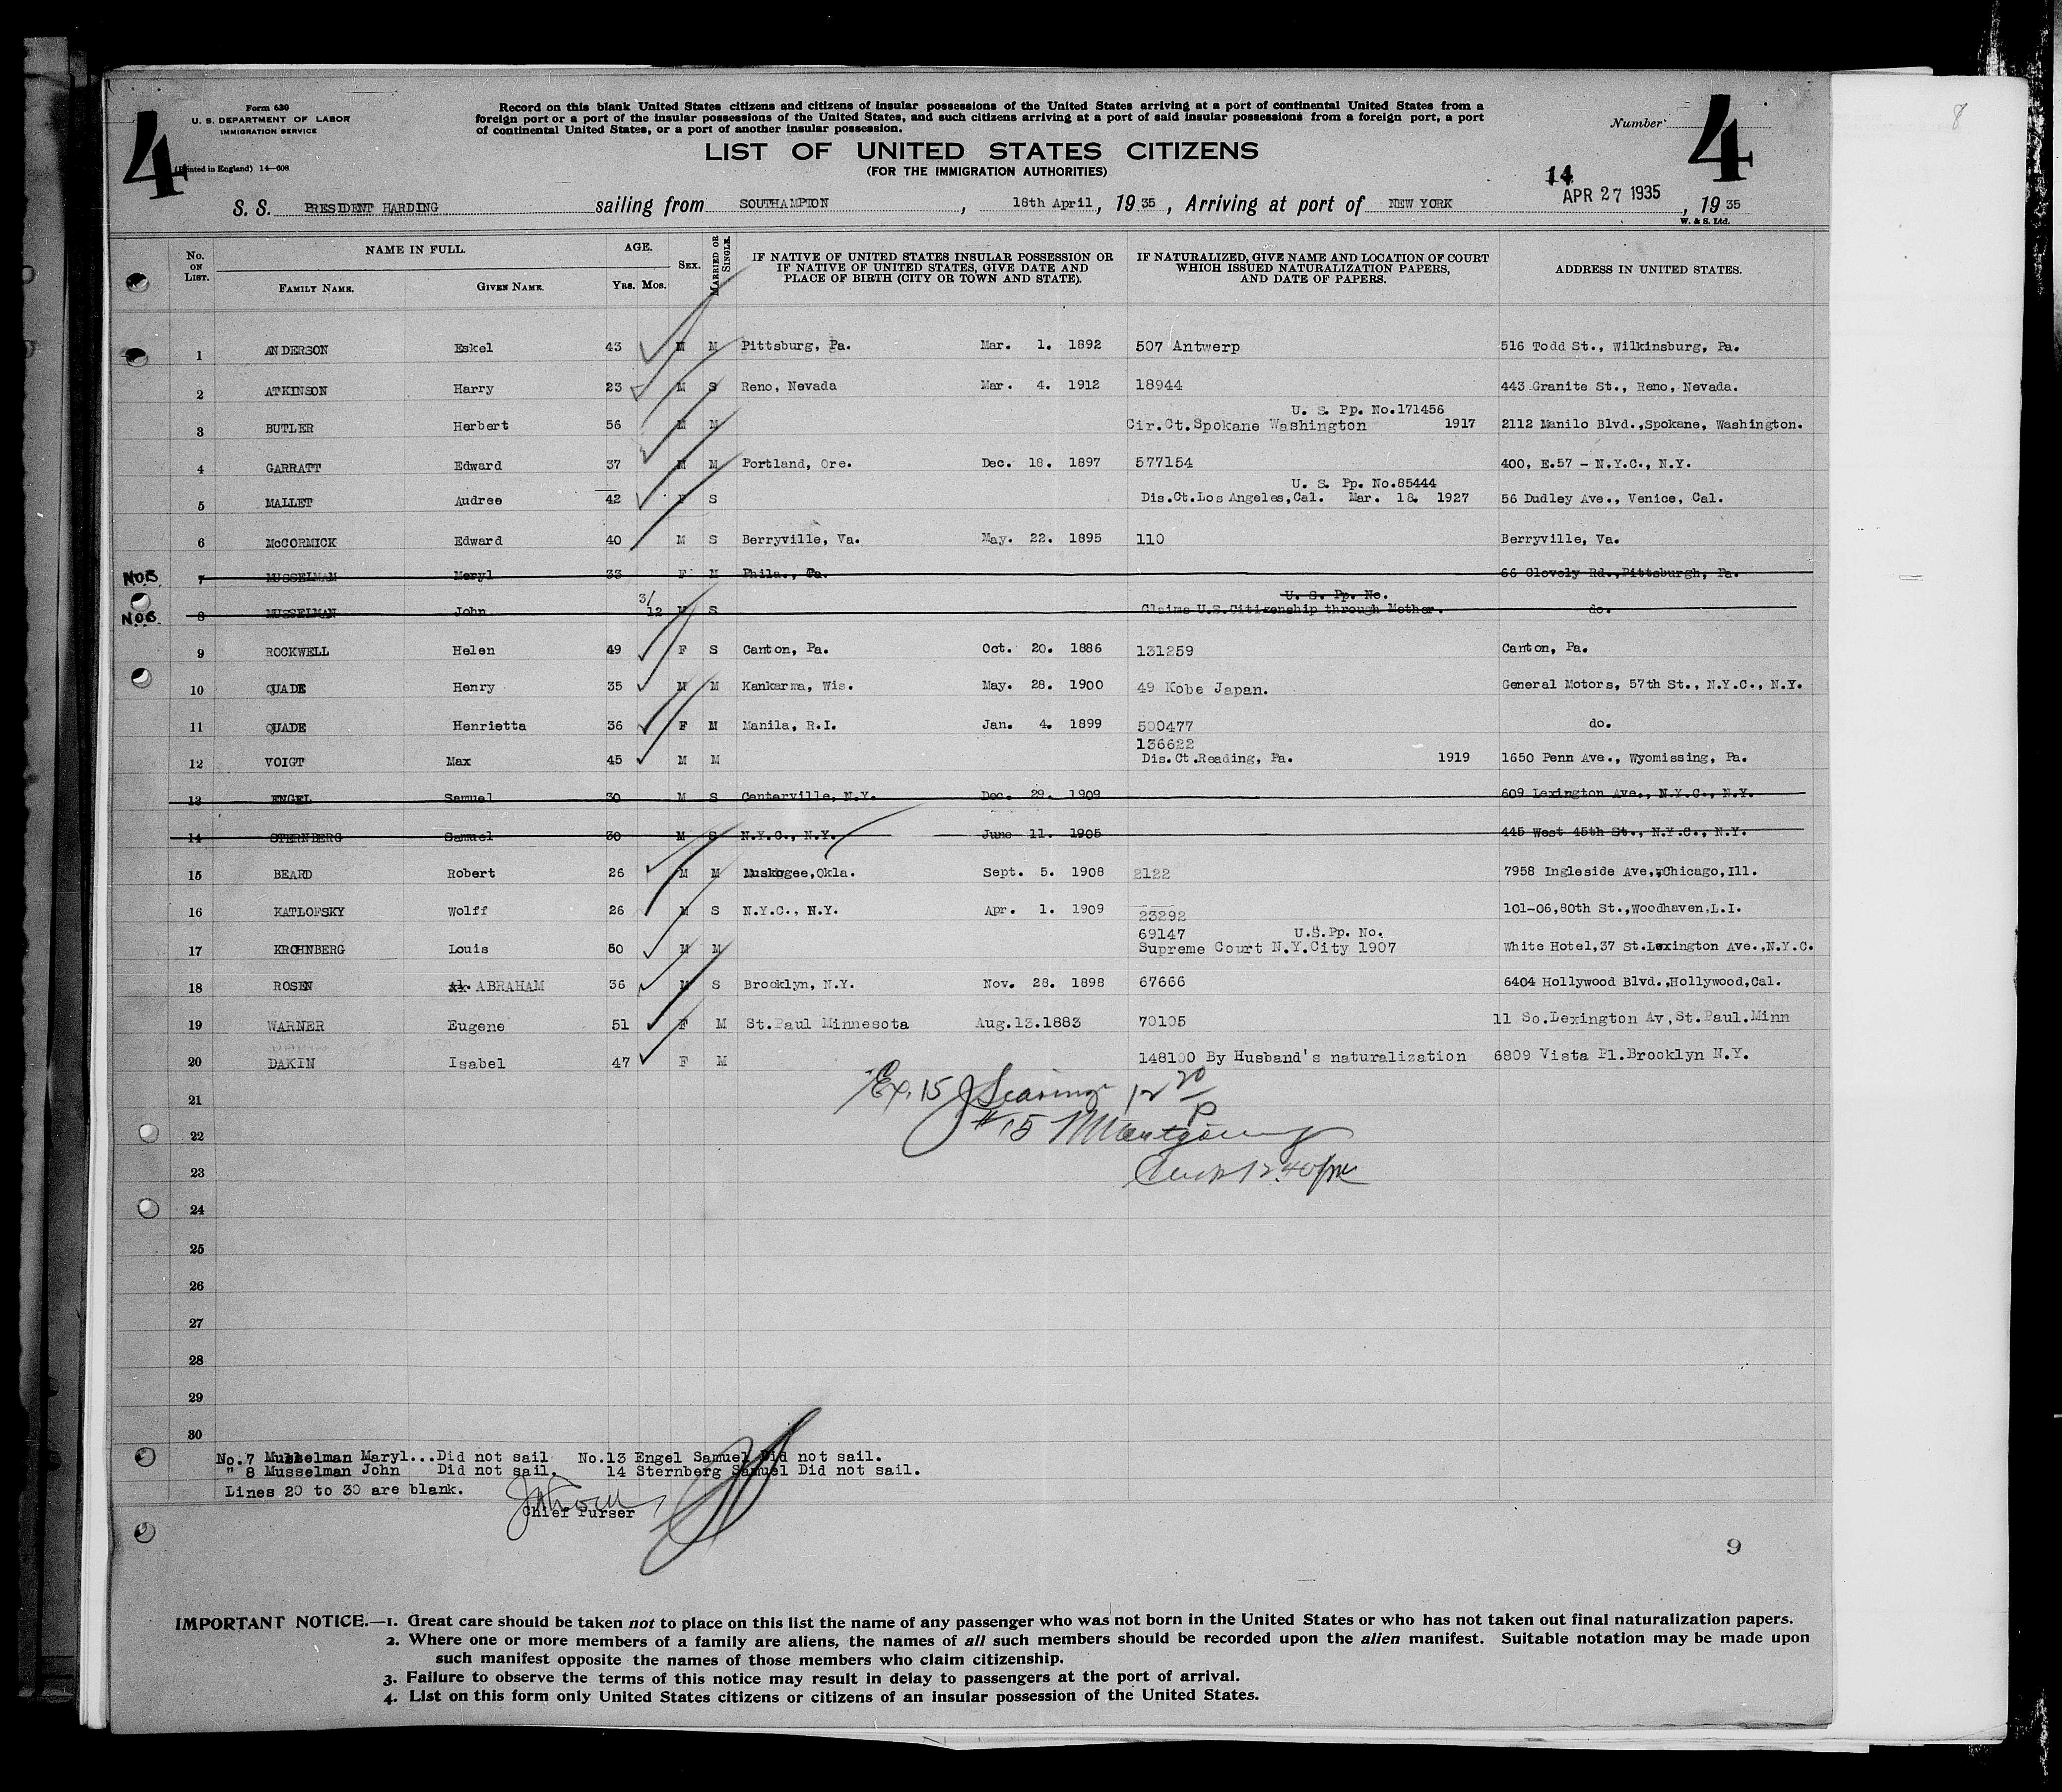 4
Form 630
U. S. DEPARTMENT OF LABOR
IMMIGRATION SERVICE
(Printed in England) 14—608
Record on this blank United States citizens and citizens of insular possessions of the United States arriving at a port of continental United States from a
foreign port or a port of the insular possessions of the United States, and such citizens arriving at a port of said insular possessions from a foreign port, a port
of continental United States, or a port of another insular possession.
Number
4
LIST OF UNITED STATES CITIZENS
(FOR THE IMMIGRATION AUTHORITIES)
14
APR 27 1935
S. S. PRESIDENT HARDING sailing from SOUTHAMPTON, 18th April, 1935, Arriving at port of NEW YORK, 1935
W. & S. Ltd.
No. ON LIST. NAME IN FULL. FAMILY NAME. GIVEN NAME. AGE. Yrs. Mos. SEX. MARRIED OR SINGLE. IF NATIVE OF UNITED STATES INSULAR POSSESSION OR IF NATIVE OF UNITED STATES, GIVE DATE AND PLACE OF BIRTH (CITY OR TOWN AND STATE). IF NATURALIZED, GIVE NAME AND LOCATION OF COURT WHICH ISSUED NATURALIZATION PAPERS, AND DATE OF PAPERS. ADDRESS IN UNITED STATES.
1 ANDERSON Eskel 43 M M Pittsburg, Pa. Mar. 1. 1892 507 Antwerp 516 Todd St., Wilkinsburg, Pa.
2 ATKINSON Harry 23 M S Reno, Nevada Mar. 4. 1912 18944 443 Granite St., Reno, Nevada.
U. S. Pp. No.171456
3 BUTLER Herbert 56 M M Cir.Ct.Spokane Washington 1917 2112 Manilo Blvd.,Spokane, Washington.
4 GARRATT Edward 37 M M Portland, Ore. Dec. 18. 1897 577154 400, E.57 - N.Y.C., N.Y.
U. S. Pp. No.85444
5 MALLET Audree 42 F S Dis.Ct.Los Angeles,Cal. Mar. 18. 1927 56 Dudley Ave., Venice, Cal.
6 McCORMICK Edward 40 M S Berryville, Va. May. 22. 1895 110 Berryville, Va.
NOB 7 MUSSELMAN Meryl 33 F M Phila., Pa. 66 Clovely Rd.,Pittsburgh, Pa.
U. S. Pp. No.
NOB 8 MUSSELMAN John 3/12 M S Claims U.S.Citizenship through Mother. do.
9 ROCKWELL Helen 49 F S Canton, Pa. Oct. 20. 1886 131259 Canton, Pa.
10 QUADE Henry 35 M M Kankarma, Wis. May. 28. 1900 49 Kobe Japan. General Motors, 57th St., N.Y.C., N.Y.
11 QUADE Henrietta 36 F M Manila, R.I. Jan. 4. 1899 500477 do.
136622
12 VOIGT Max 45 M M Dis.Ct.Reading, Pa. 1919 1650 Penn Ave., Wyomissing, Pa.
13 ENGEL Samuel 30 M S Centerville, N.Y. Dec. 29. 1909 609 Lexington Ave., N.Y.C., N.Y.
14 STERNBERG Samuel 30 M S N.Y.C., N.Y. June 11. 1905 445 West 45th St., N.Y.C., N.Y.
15 BEARD Robert 26 M M Muskogee,Okla. Sept. 5. 1908 2122 7958 Ingleside Ave,,Chicago,Ill.
16 KATLOFSKY Wolff 26 M S N.Y.C., N.Y. Apr. 1. 1909 23292 101-06,80th St.,Woodhaven,L.I.
69147 U.S.Pp. No.
17 KROHNBERG Louis 50 M M Supreme Court N.Y.City 1907 White Hotel,37 St.Lexington Ave.,N.Y.C.
18 ROSEN ABRAHAM 36 M S Brooklyn, N.Y. Nov. 28. 1898 67666 6404 Hollywood Blvd.,Hollywood,Cal.
19 WARNER Eugene 51 F M St.Paul Minnesota Aug.13.1883 70105 11 So.Lexington Av,St.Paul.Minn
20 DAKIN Isabel 47 F M 148100 By Husband's naturalization 6809 Vista Pl.Brooklyn N.Y.
21
Ex. 15 12 20 P
22 #15 Montgomery
23 12.40 pm
24
25
26
27
28
29
30
No.7 Musselman Maryl...Did not sail No.13 Engel Samuel Did not sail.
" 8 Musselman John Did not sail. 14 Sternberg Samuel Did not sail.
Lines 20 to 30 are blank.
Chief Purser
9
IMPORTANT NOTICE.—1. Great care should be taken not to place on this list the name of any passenger who was not born in the United States or who has not taken out final naturalization papers.
2. Where one or more members of a family are aliens, the names of all such members should be recorded upon the alien manifest. Suitable notation may be made upon
such manifest opposite the names of those members who claim citizenship.
3. Failure to observe the terms of this notice may result in delay to passengers at the port of arrival.
4. List on this form only United States citizens or citizens of an insular possession of the United States.
8